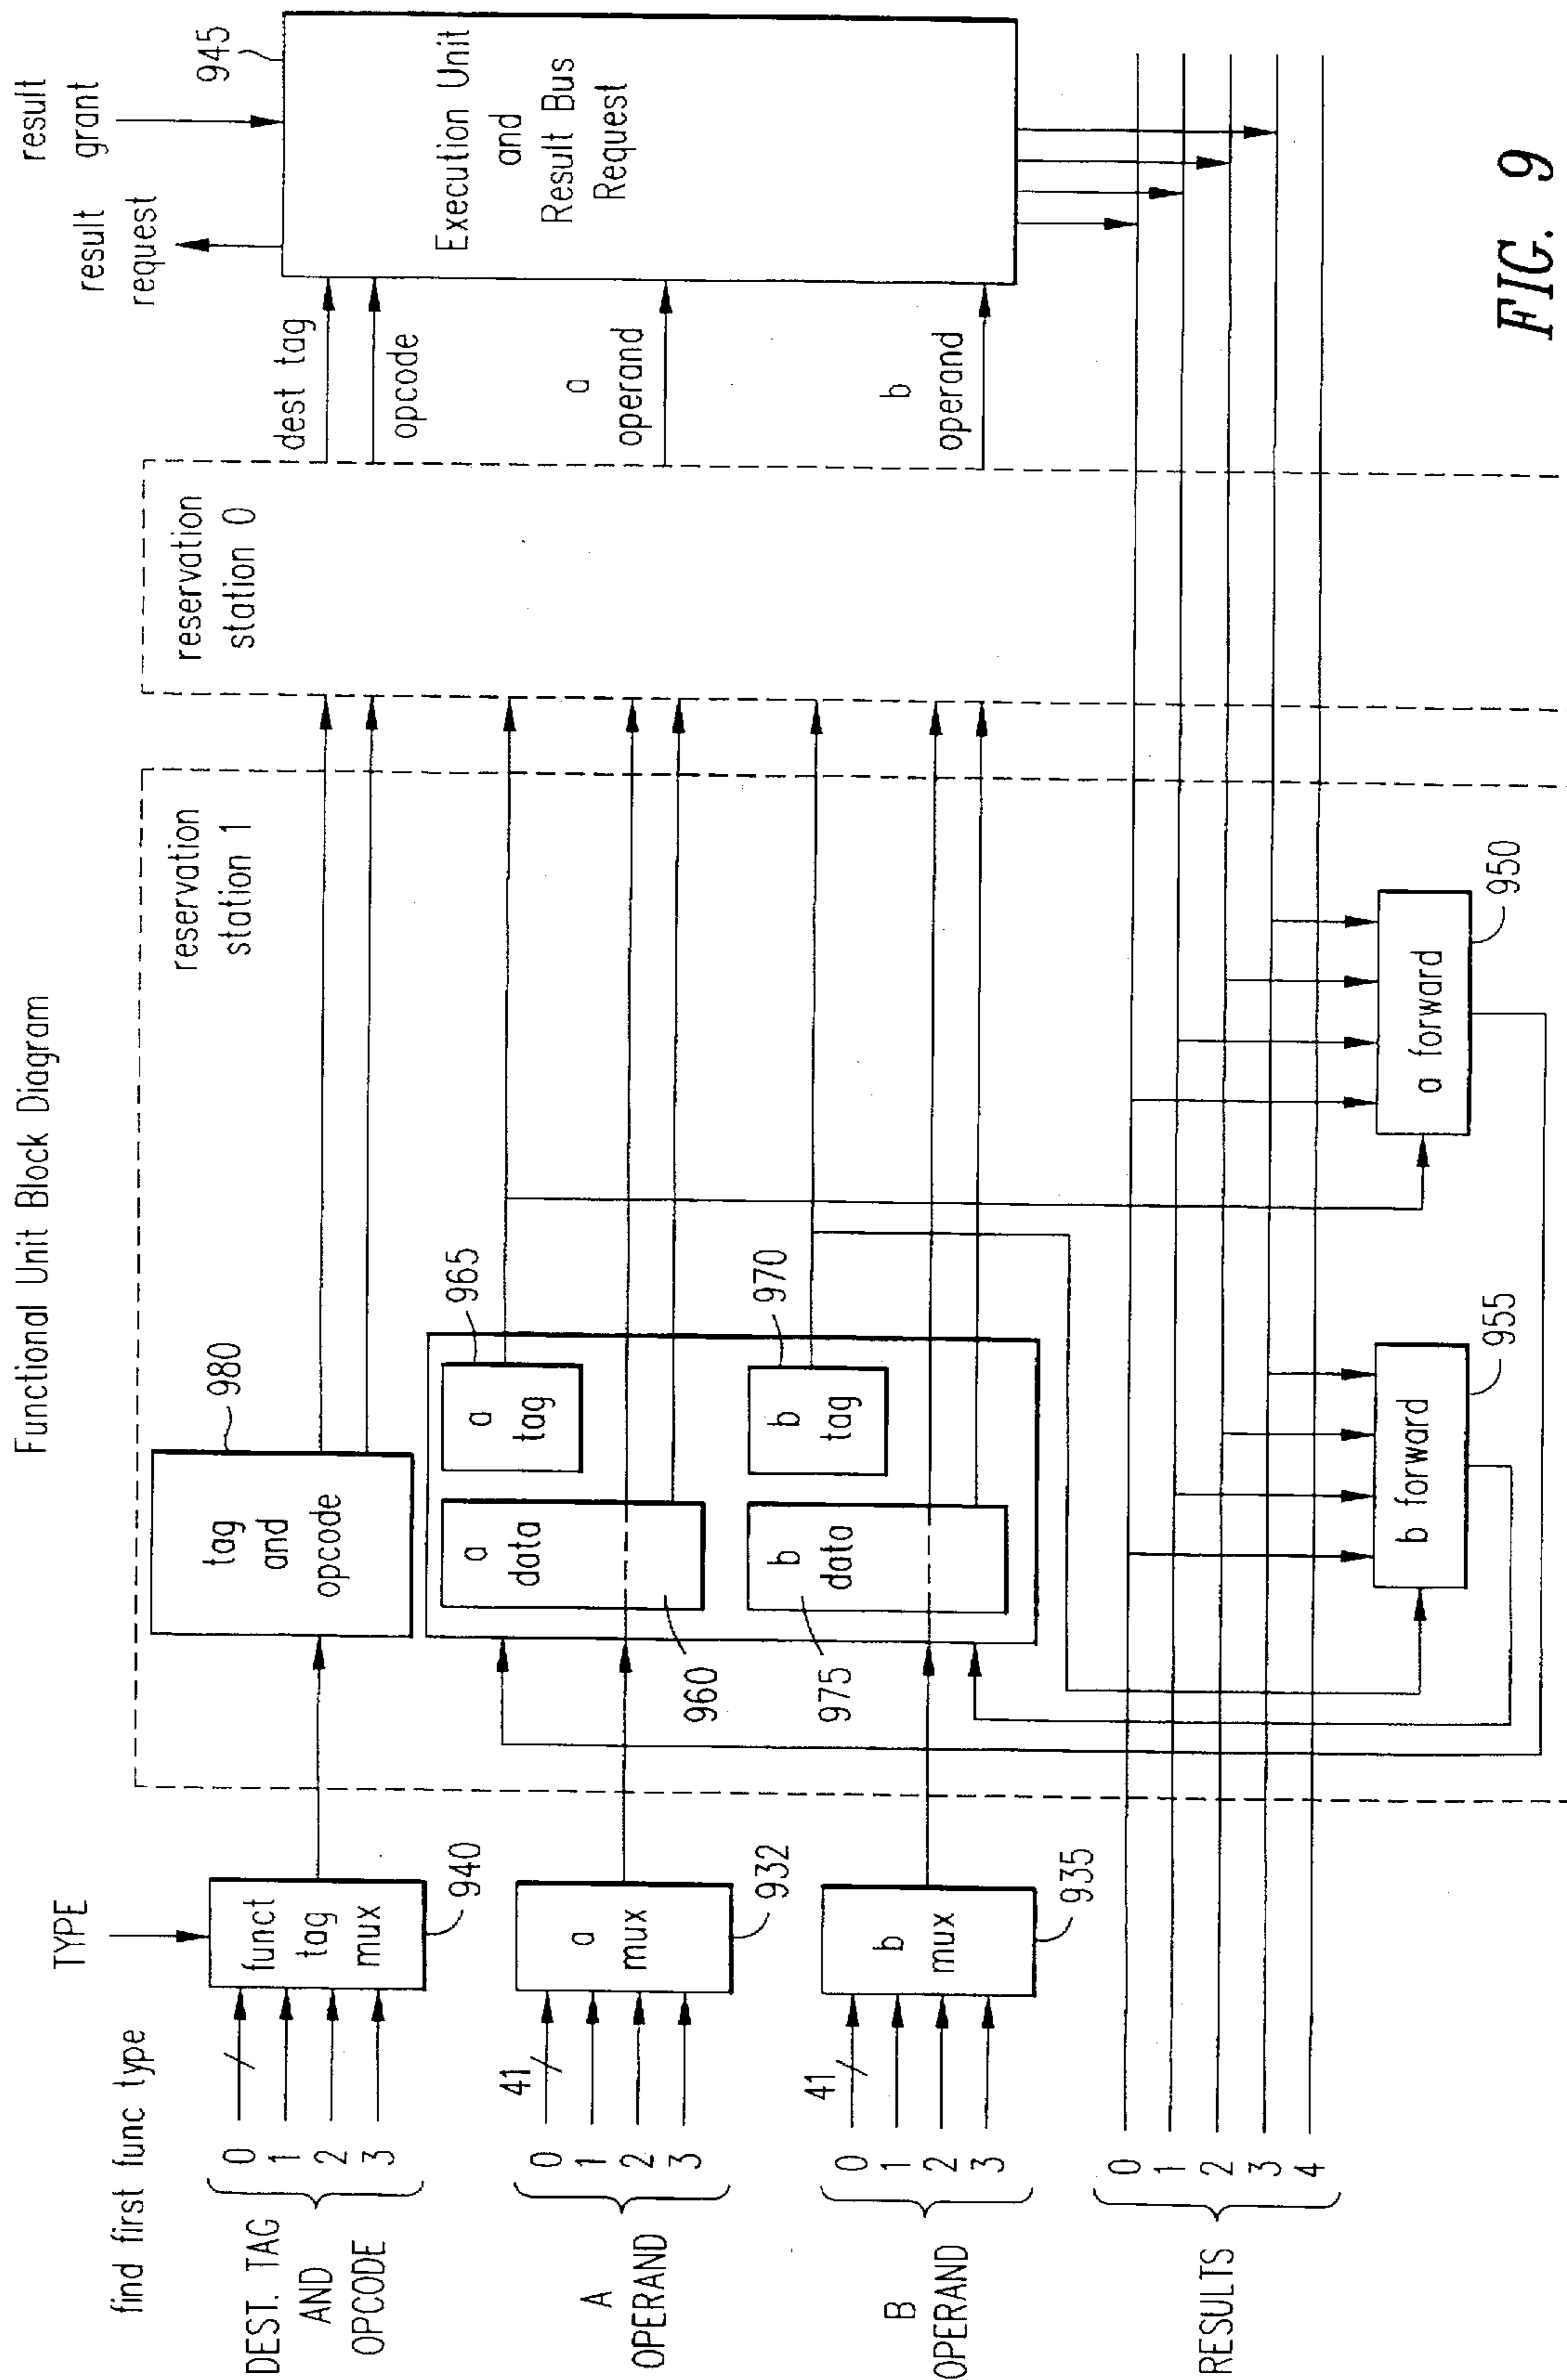 Functional Unit Block Diagram
find first func type
TYPE
DEST. TAG
AND
OPCODE
0
1
2
3
funct
tag
mux
940
A
OPERAND
0
1
2
3
41
a
mux
932
B
OPERAND
0
1
2
3
41
b
mux
935
RESULTS
0
1
2
3
4
reservation
station 1
tag
and
opcode
980
a
data
960
a
tag
965
b
data
975
b
tag
970
b forward
955
a forward
950
reservation
station 0
dest tag
opcode
a
operand
b
operand
result
request
result
grant
945
Execution Unit
and
Result Bus
Request
FIG. 9